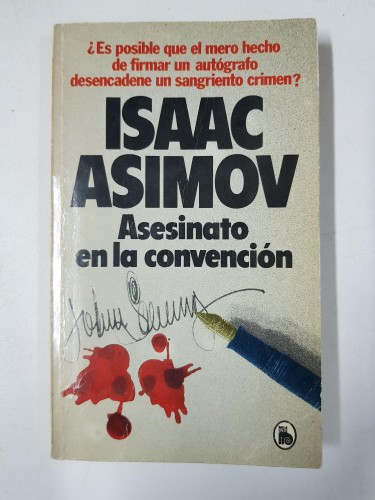 ¿Es posible que el mero hecho
de firmar un autógrafo
desencadene un sangriento crimen?
ISAAC
ASIMOV
Asesinato
en la convención